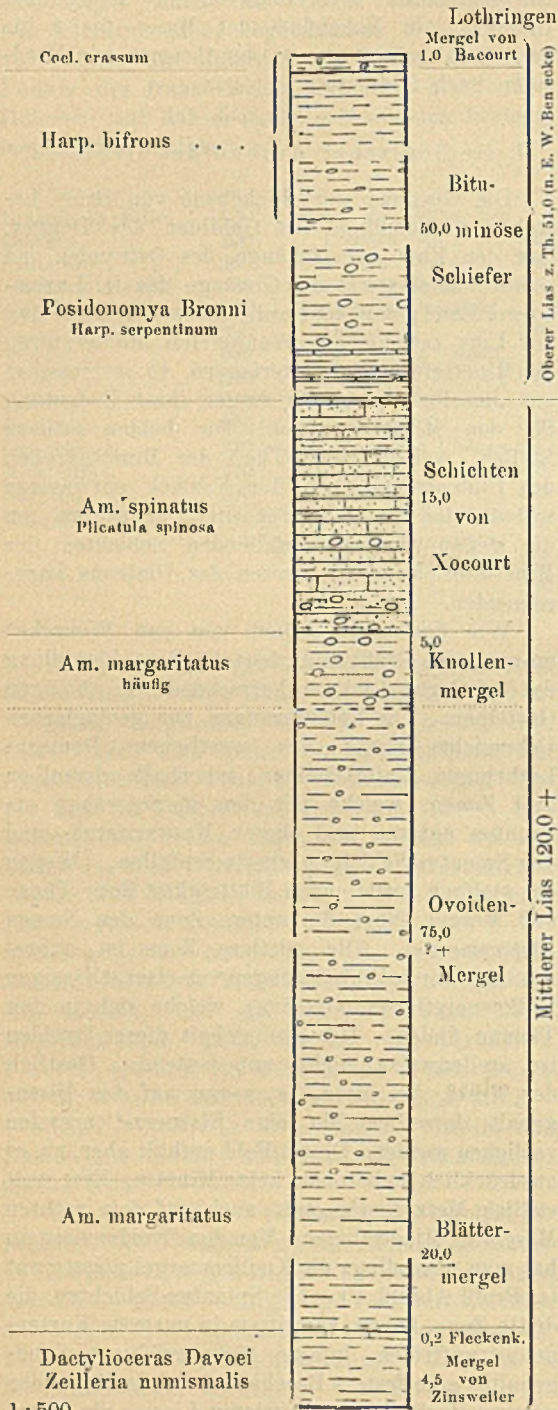 Lothringen
Coel. crassum
Mergel von
1,0 Bacourt
Harp. bifrons . . .
Bitu-
50,0 minöse
Schiefer
Posidonomya Bronni
Harp. serpentinum
Oberer Lias z. Th. 51,0 (n. E. W. Benecke)
Am. spinatus
Plicatula spinosa
Schichten
15,0
von
Xocourt
Am. margaritatus
häufig
5,0
Knollen-
mergel
Ovoiden-
75,0
? +
Mergel
Mittlerer Lias 120,0 +
Am. margaritatus
Blätter-
20,0
mergel
0,2 Fleckenk.
Dactylioceras Davoei
Zeilleria numismalis
Mergel
4,5 von
Zinsweiler
1 : 500